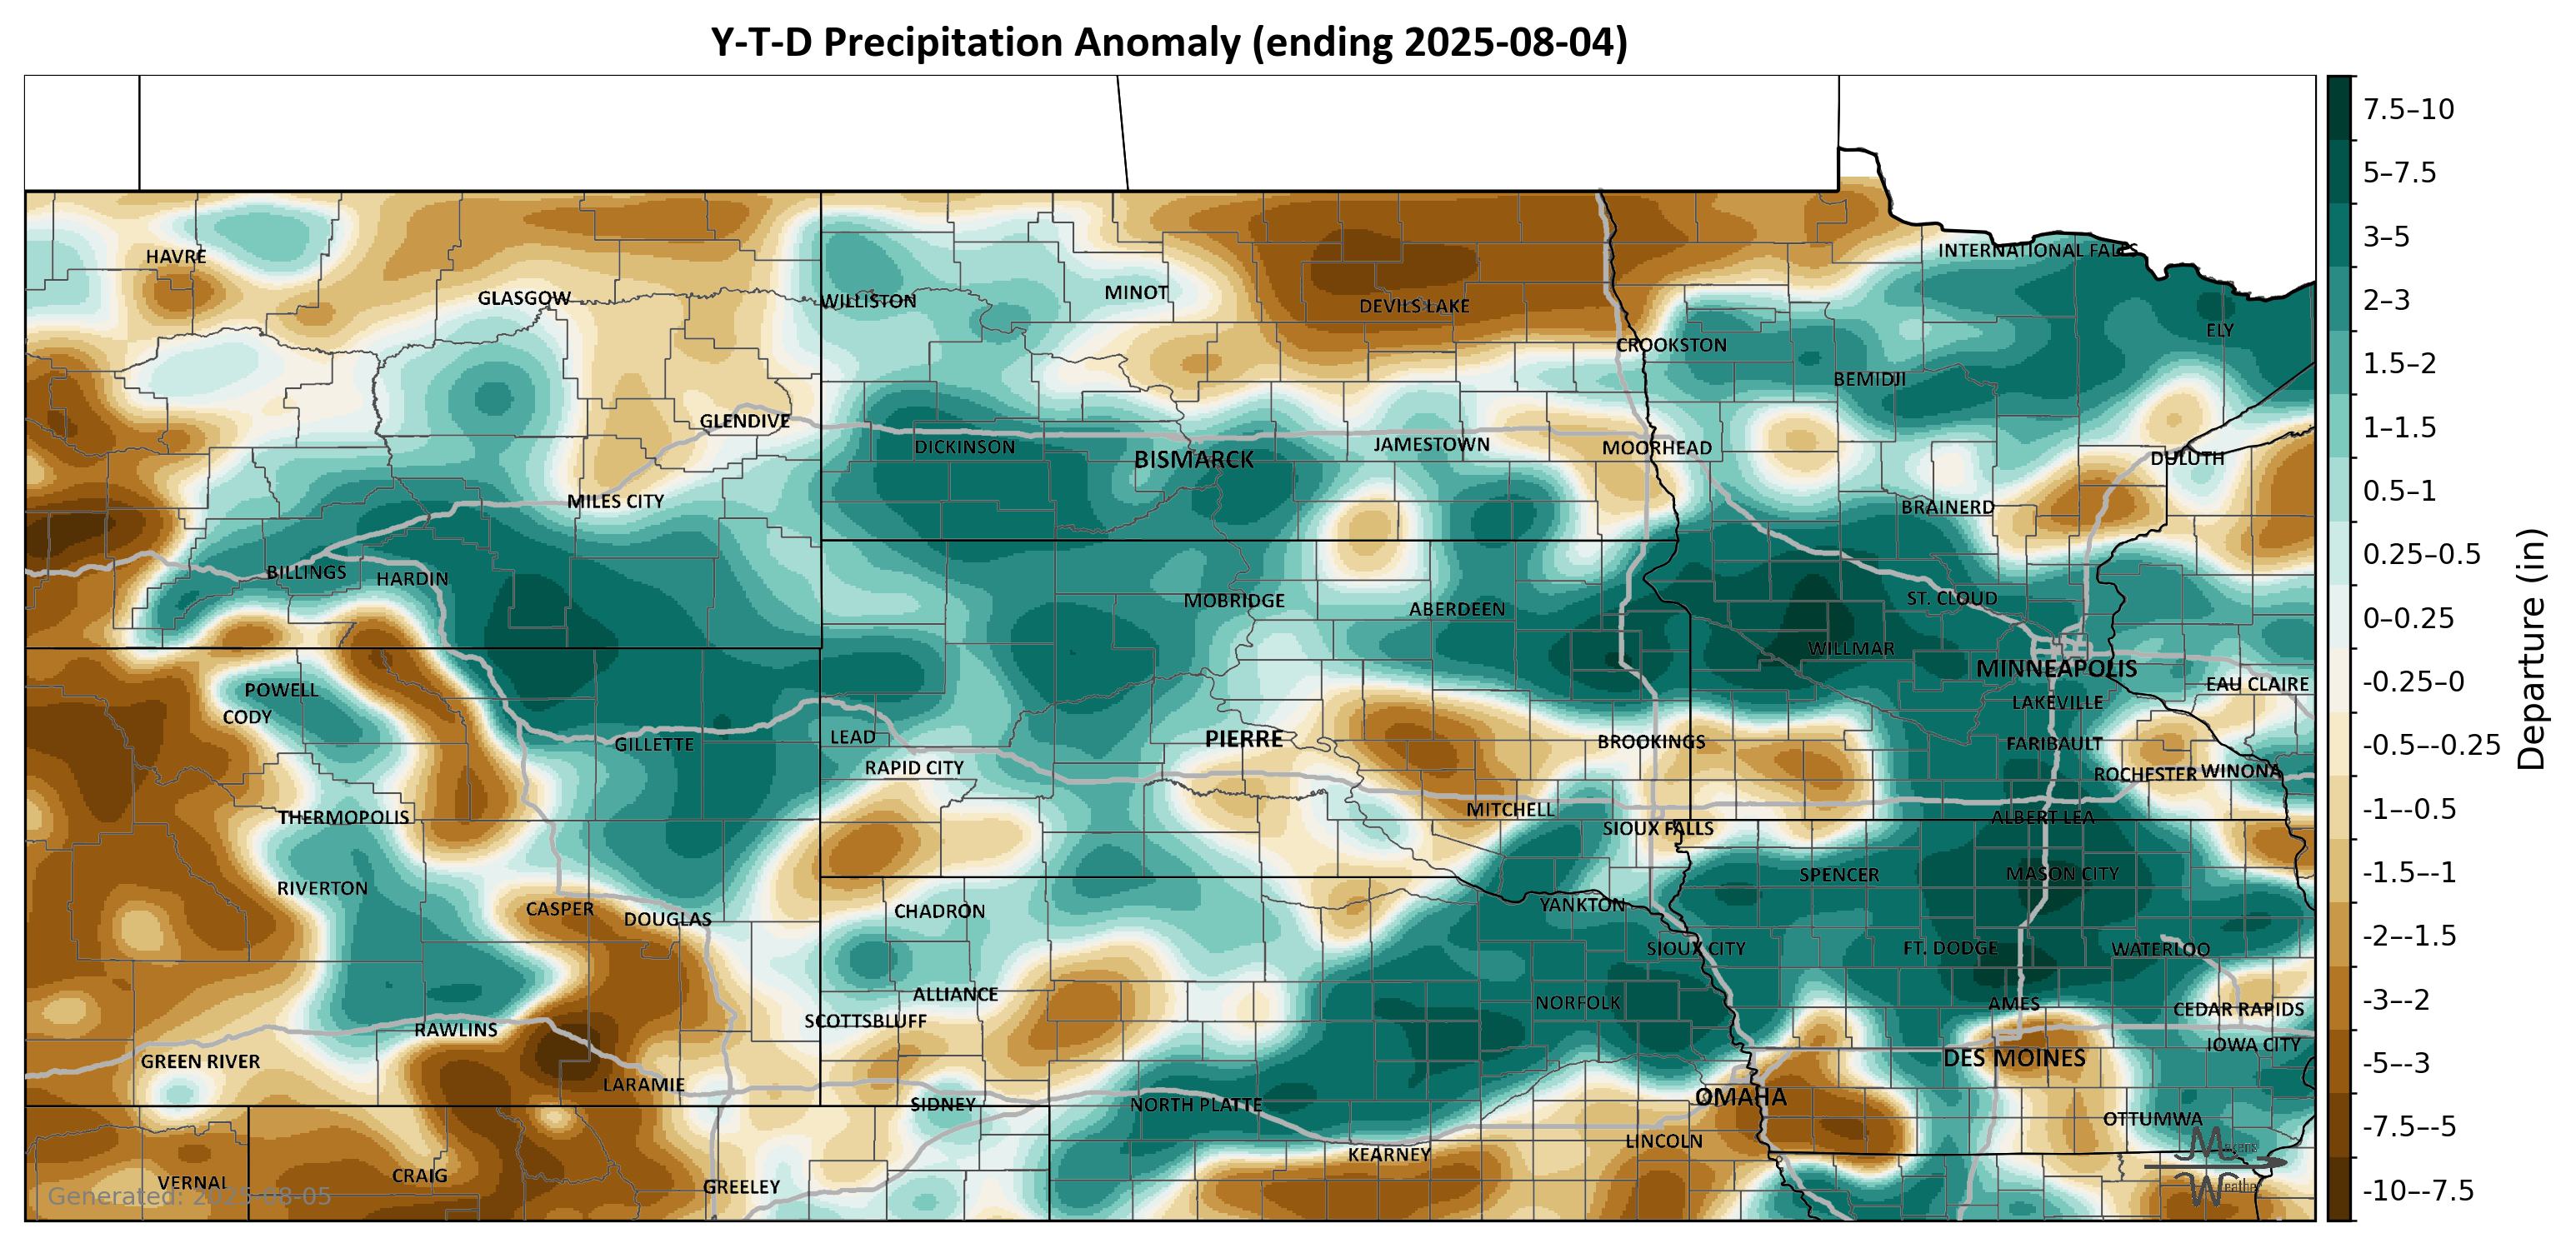 Y-T-D Precipitation Anomaly (ending 2025-08-04)
7.5–10
5–7.5
3–5
2–3
1.5–2
1–1.5
0.5–1
0.25–0.5
0–0.25
-0.25–0
-0.5–-0.25
-1–-0.5
-1.5–-1
-2–-1.5
-3–-2
-5–-3
-7.5–-5
-10–-7.5
Departure (in)
HAVRE
INTERNATIONAL FALLS
GLASGOW
WILLISTON
MINOT
DEVILS LAKE
ELY
CROOKSTON
BEMIDJI
GLENDIVE
DICKINSON
BISMARCK
JAMESTOWN
MOORHEAD
DULUTH
MILES CITY
BRAINERD
BILLINGS
HARDIN
MOBRIDGE
ABERDEEN
ST. CLOUD
WILLMAR
MINNEAPOLIS
POWELL
EAU CLAIRE
CODY
LAKEVILLE
GILLETTE
LEAD
PIERRE
BROOKINGS
FARIBAULT
RAPID CITY
ROCHESTER
WINONA
THERMOPOLIS
MITCHELL
ALBERT LEA
SIOUX FALLS
RIVERTON
SPENCER
MASON CITY
CASPER
DOUGLAS
CHADRON
YANKTON
SIOUX CITY
FT. DODGE
WATERLOO
ALLIANCE
NORFOLK
AMES
CEDAR RAPIDS
SCOTTSBLUFF
RAWLINS
IOWA CITY
GREEN RIVER
DES MOINES
LARAMIE
SIDNEY
NORTH PLATTE
OMAHA
OTTUMWA
LINCOLN
KEARNEY
VERNAL
CRAIG
GREELEY
Generated: 2025-08-05
Weather